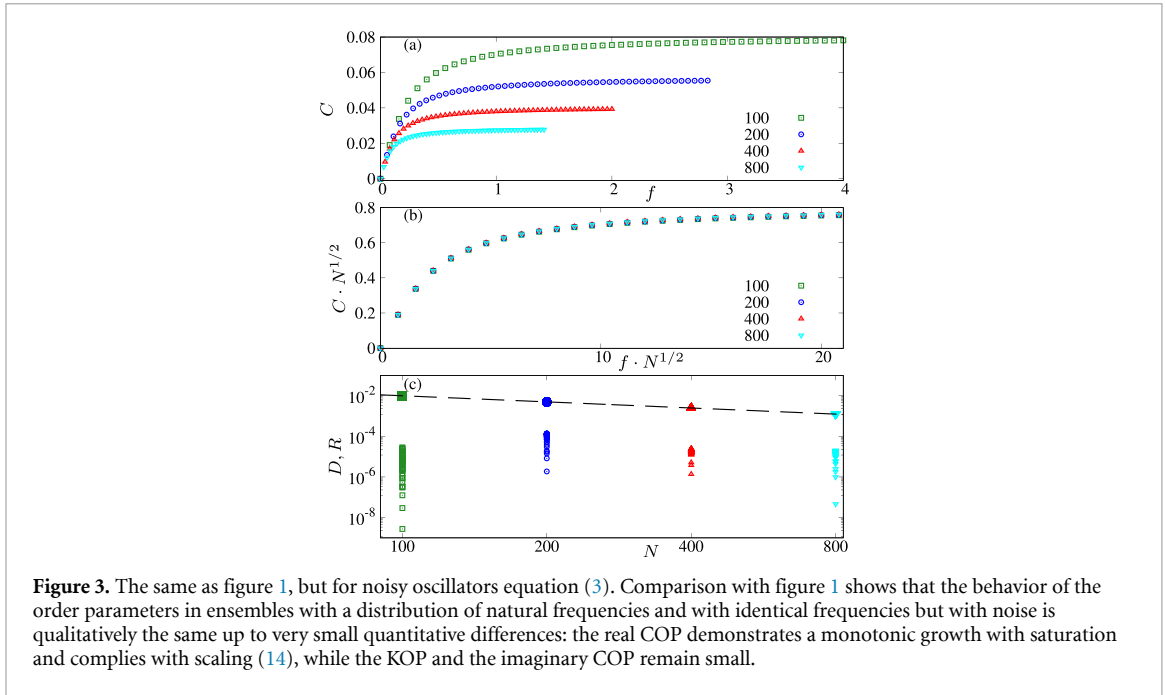 0.08
(a)
0.06
0.04
0.02
0
C
100
200
400
800
0
1
2
3
4
f
0.8
(b)
0.6
0.4
0.2
0
C · N^{1/2}
100
200
400
800
0
10
20
f · N^{1/2}
(c)
10^{-2}
10^{-4}
10^{-6}
10^{-8}
D, R
100
200
400
800
N
Figure 3. The same as figure 1, but for noisy oscillators equation (3). Comparison with figure 1 shows that the behavior of the
order parameters in ensembles with a distribution of natural frequencies and with identical frequencies but with noise is
qualitatively the same up to very small quantitative differences: the real COP demonstrates a monotonic growth with saturation
and complies with scaling (14), while the KOP and the imaginary COP remain small.